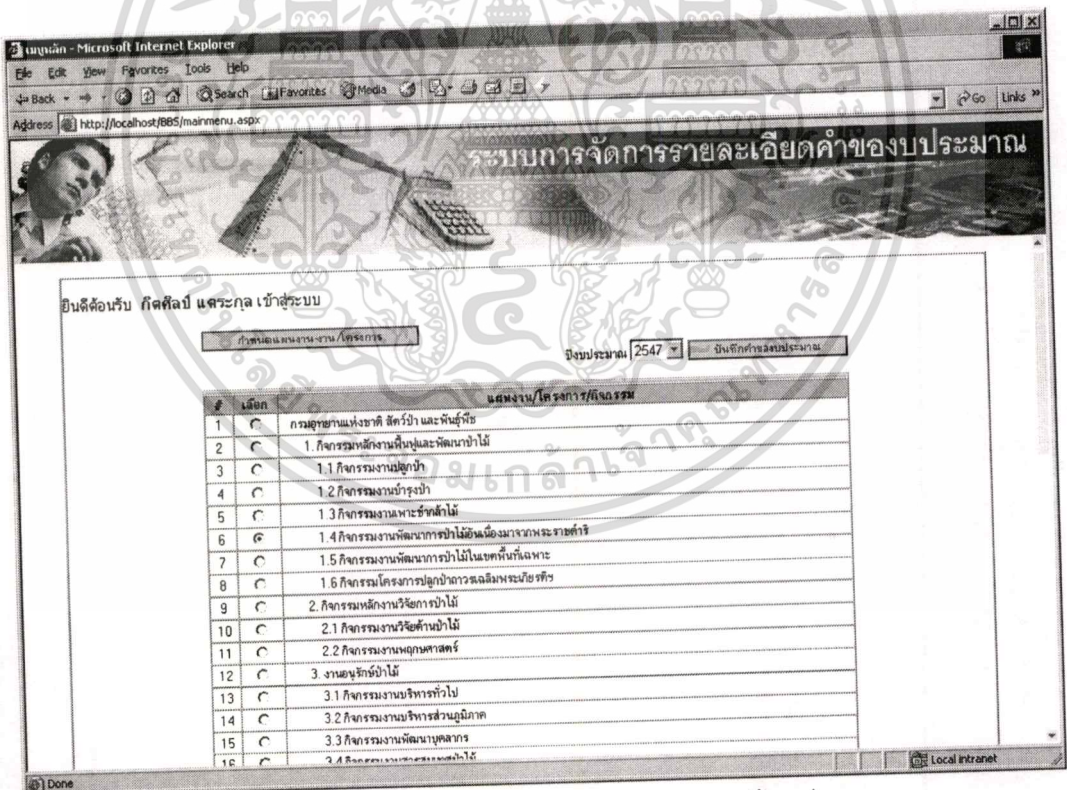 เมนูหลัก - Microsoft Internet Explorer
File Edit View Favorites Tools Help
Back Search Favorites Media
Address http://localhost/BBS/mainmenu.aspx Go Links »
ระบบการจัดการรายละเอียดคำของบประมาณ
ยินดีต้อนรับ กิตศิลป์ แตระกุล เข้าสู่ระบบ
กำหนดแผนงาน/งาน/โครงการ
ปีงบประมาณ 2547 บันทึกคำของบประมาณ
# เลือก แผนงาน/โครงการ/กิจกรรม
1 กรมอุทยานแห่งชาติ สัตว์ป่า และพันธุ์พืช
2 1. กิจกรรมหลักงานฟื้นฟูและพัฒนาป่าไม้
3 1.1 กิจกรรมงานปลูกป่า
4 1.2 กิจกรรมงานบำรุงป่า
5 1.3 กิจกรรมงานเพาะชำกล้าไม้
6 1.4 กิจกรรมงานพัฒนาการป่าไม้อันเนื่องมาจากพระราชดำริ
7 1.5 กิจกรรมงานพัฒนาการป่าไม้ในเขตพื้นที่เฉพาะ
8 1.6 กิจกรรมโครงการปลูกป่าถาวรเฉลิมพระเกียรติฯ
9 2. กิจกรรมหลักงานวิจัยการป่าไม้
10 2.1 กิจกรรมงานวิจัยด้านป่าไม้
11 2.2 กิจกรรมงานพฤกษศาสตร์
12 3. งานอนุรักษ์ป่าไม้
13 3.1 กิจกรรมงานบริหารทั่วไป
14 3.2 กิจกรรมงานบริหารส่วนภูมิภาค
15 3.3 กิจกรรมงานพัฒนาบุคลากร
16 3.4 กิจกรรมงานสารสนเทศป่าไม้
Done Local intranet